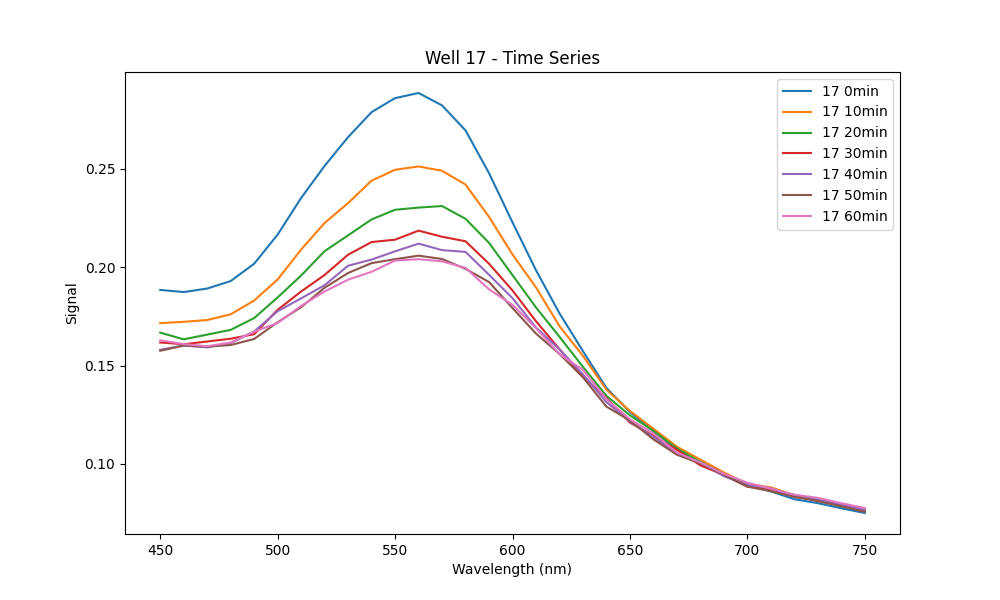 Well 17 - Time Series
17 0min
17 10min
17 20min
17 30min
17 40min
17 50min
17 60min
Signal
0.25
0.20
0.15
0.10
450 500 550 600 650 700 750
Wavelength (nm)